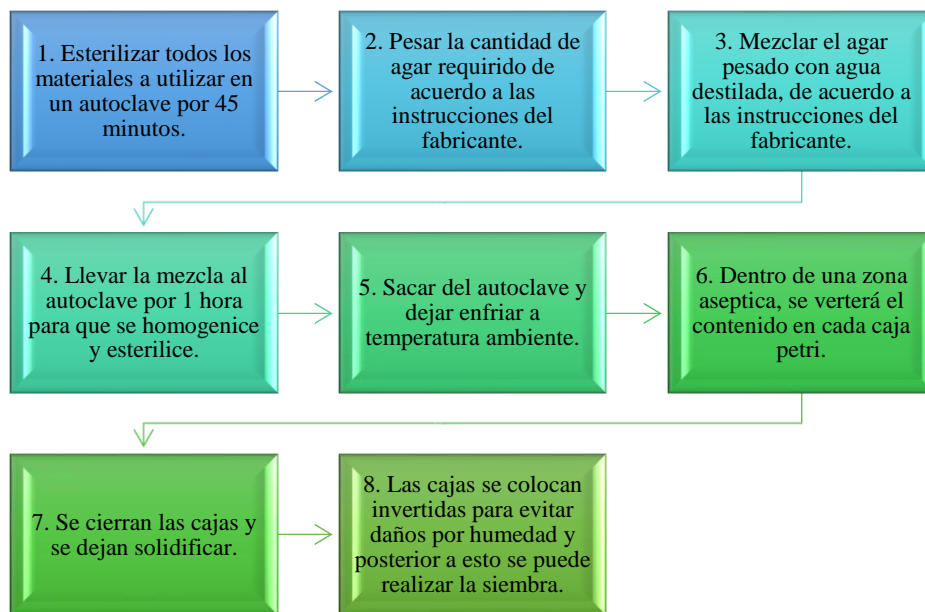 1. Esterilizar todos los
materiales a utilizar en
un autoclave por 45
minutos.
2. Pesar la cantidad de
agar requirido de
acuerdo a las
instrucciones del
fabricante.
3. Mezclar el agar
pesado con agua
destilada, de acuerdo a
las instrucciones del
fabricante.
4. Llevar la mezcla al
autoclave por 1 hora
para que se homogenice
y esterilice.
5. Sacar del autoclave y
dejar enfriar a
temperatura ambiente.
6. Dentro de una zona
aseptica, se verterá el
contenido en cada caja
petri.
7. Se cierran las cajas y
se dejan solidificar.
8. Las cajas se colocan
invertidas para evitar
daños por humedad y
posterior a esto se puede
realizar la siembra.